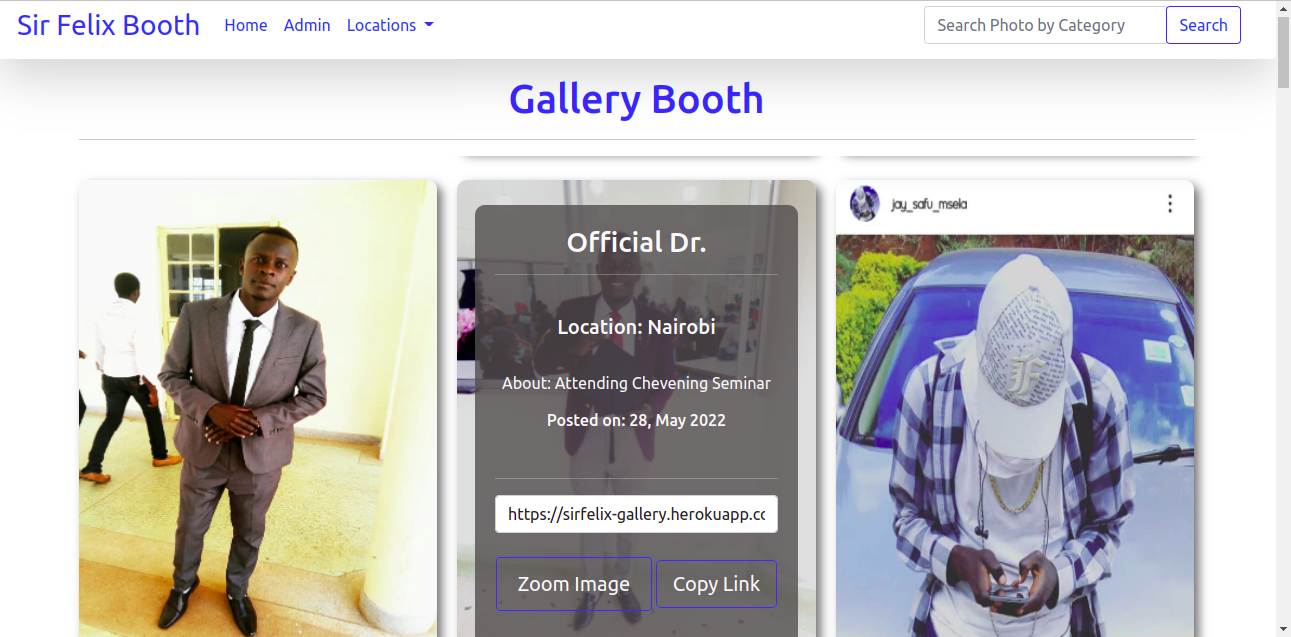 Sir Felix Booth Home Admin Locations Search Photo by Category Search
Gallery Booth
Official Dr.
Location: Nairobi
About: Attending Chevening Seminar
Posted on: 28, May 2022
https://sirfelix-gallery.herokuapp.co
Zoom Image Copy Link
jay_safu_msela
F